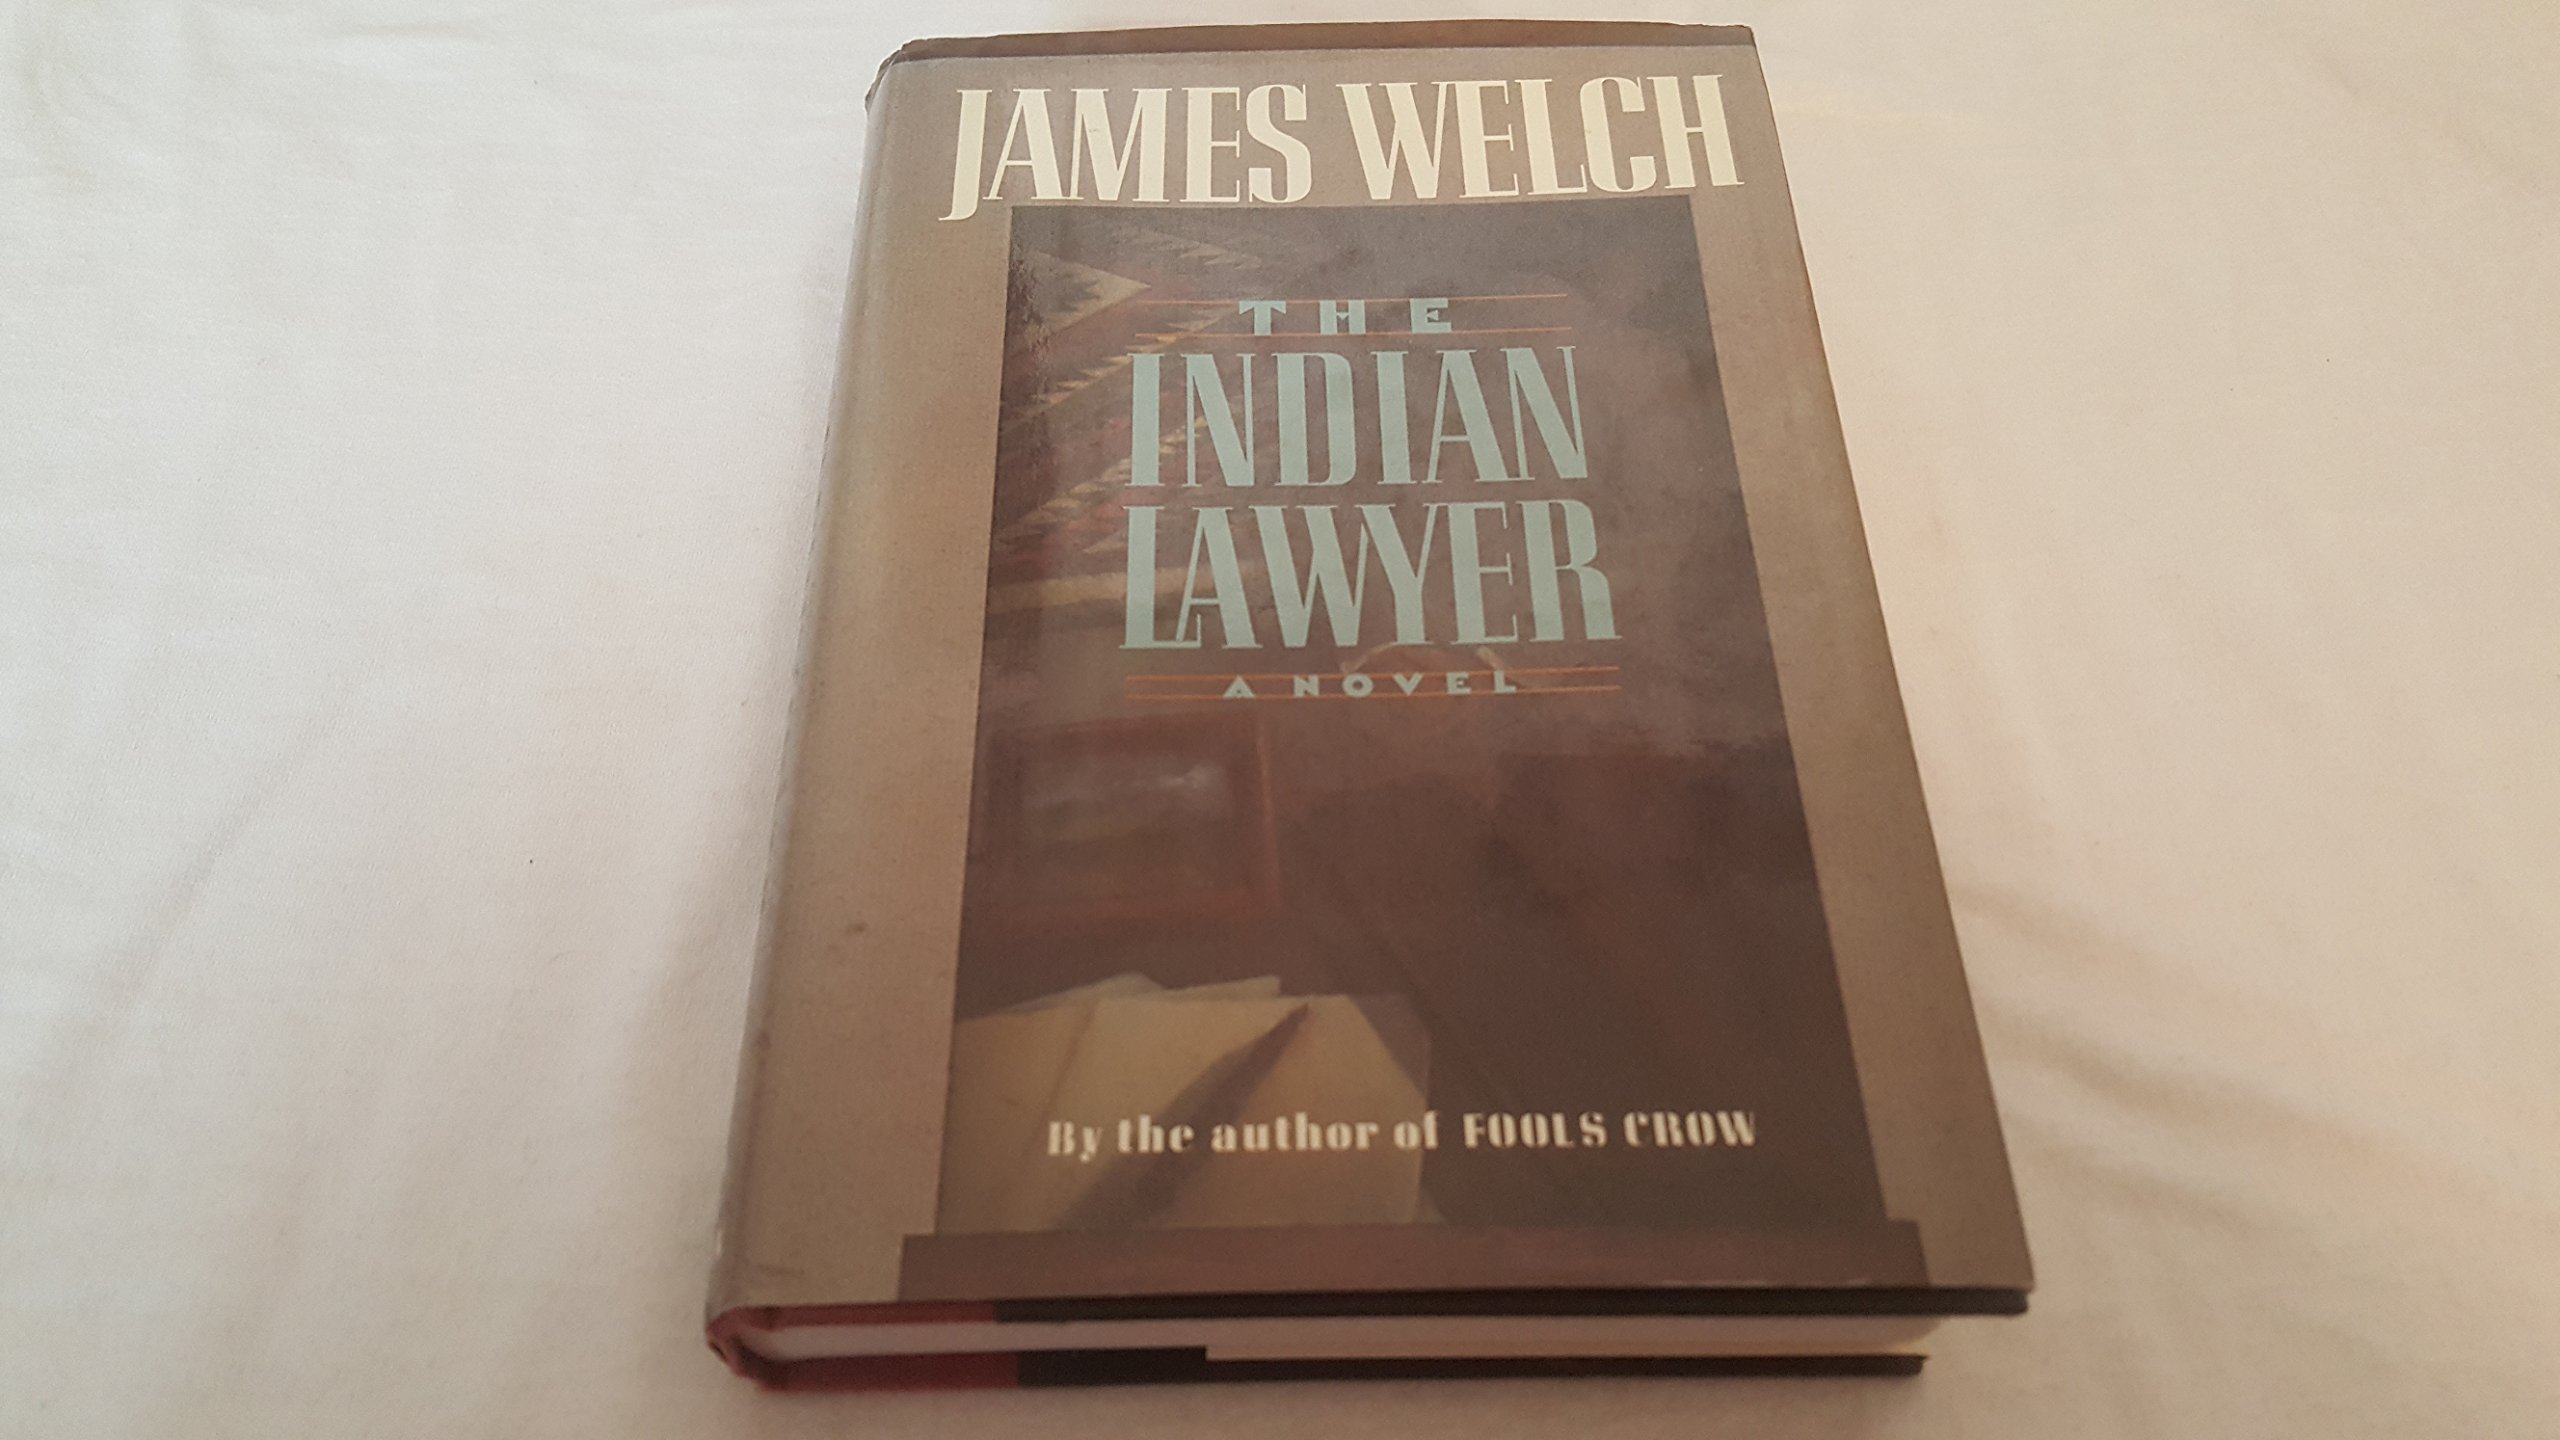 JAMES WELCH
THE
INDIAN
LAWYER
A NOVEL
By the author of FOOLS CROW